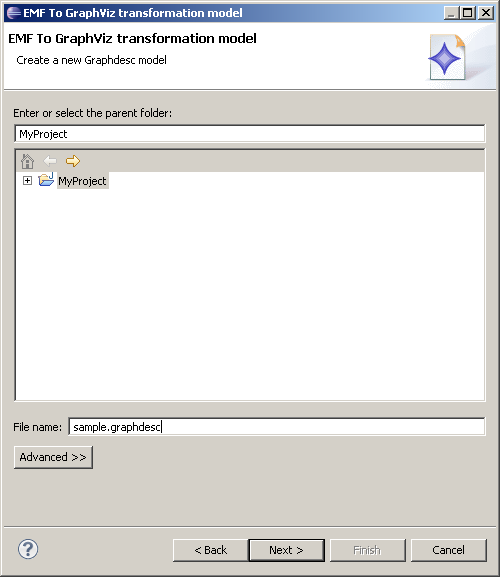 EMF To GraphViz transformation model
EMF To GraphViz transformation model
Create a new Graphdesc model
Enter or select the parent folder:
MyProject
MyProject
File name: sample.graphdesc
Advanced >>
? < Back Next > Finish Cancel